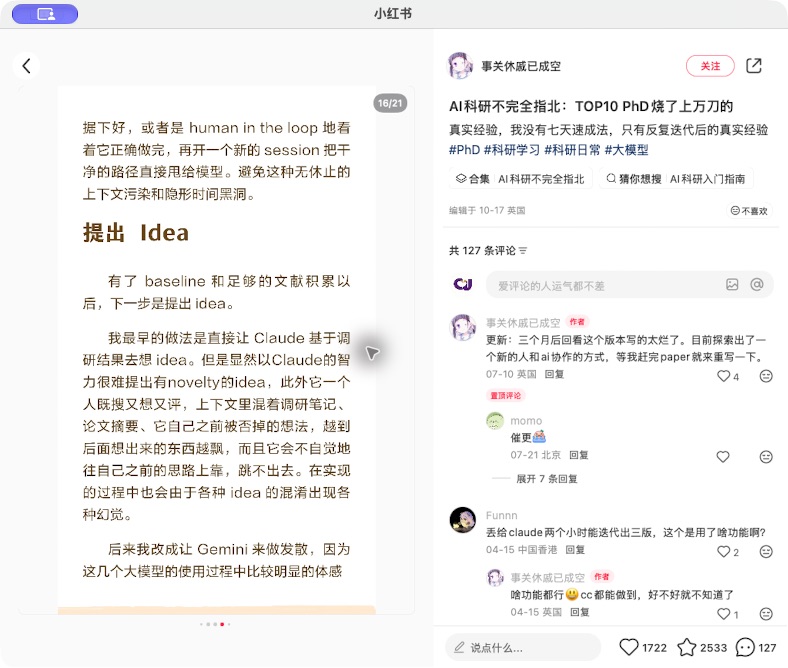 小红书
16/21
据下好，或者是 human in the loop 地看
着它正确做完，再开一个新的 session 把干
净的路径直接甩给模型。避免这种无休止的
上下文污染和隐形时间黑洞。
提出 Idea
有了 baseline 和足够的文献积累以
后，下一步是提出 idea。
我最早的做法是直接让 Claude 基于调
研结果去想 idea。但是显然以Claude的智
力很难提出有novelty的idea，此外它一个
人既搜又想又评，上下文里混着调研笔记、
论文摘要、它自己之前被否掉的想法，越到
后面想出来的东西越飘，而且它会不自觉地
往自己之前的思路上靠，跳不出去。在实现
的过程中也会由于各种 idea 的混淆出现各
种幻觉。
后来我改成让 Gemini 来做发散，因为
这几个大模型的使用过程中比较明显的体感
事关休戚已成空
关注
AI科研不完全指北：TOP10 PhD烧了上万刀的
真实经验，我没有七天速成法，只有反复迭代后的真实经验
#PhD #科研学习 #科研日常 #大模型
合集 AI科研不完全指北 猜你想搜 AI科研入门指南
编辑于 10-17 英国 不喜欢
共 127 条评论
CJ 爱评论的人运气都不差
事关休戚已成空 作者
更新：三个月后回看这个版本写的太烂了。目前探索出了一
个新的人和ai协作的方式，等我赶完paper就来重写一下。
07-10 英国 回复 4
置顶评论
momo
催更
07-21 北京 回复
展开 7 条回复
Funnn
丢给claude两个小时能迭代出三版，这个是用了啥功能啊?
04-15 中国香港 回复 2
事关休戚已成空 作者
啥功能都行😃cc都能做到，好不好就不知道了
04-15 英国 回复 1
说点什么... 1722 2533 127